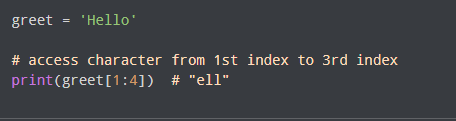 greet = 'Hello'
# access character from 1st index to 3rd index
print(greet[1:4])  # "ell"